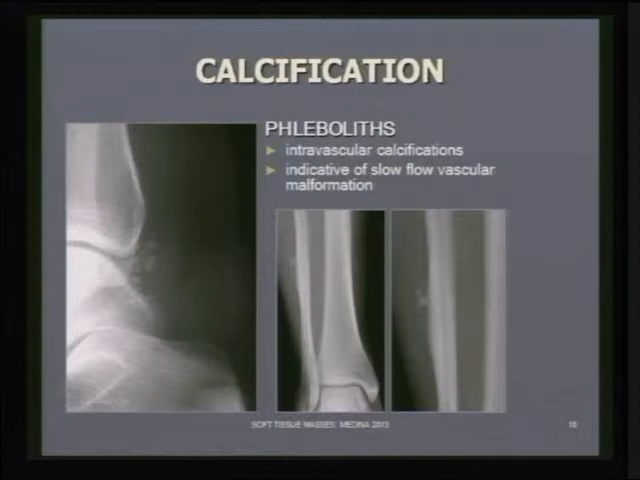 CALCIFICATION
PHLEBOLITHS
intravascular calcifications
indicative of slow flow vascular
malformation
SOFT TISSUE MASSES: MEDINA 2013